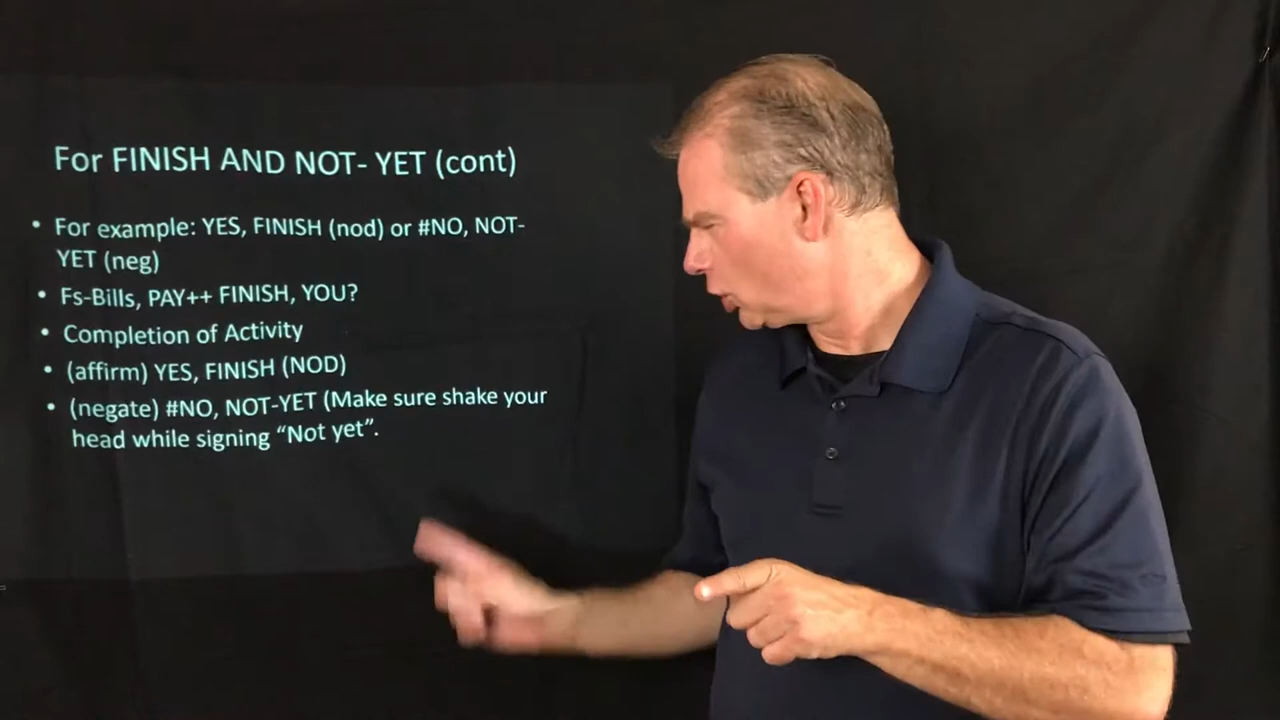 For FINISH AND NOT- YET (cont)
• For example: YES, FINISH (nod) or #NO, NOT-
YET (neg)
• Fs-Bills, PAY++ FINISH, YOU?
• Completion of Activity
• (affirm) YES, FINISH (NOD)
• (negate) #NO, NOT-YET (Make sure shake your
head while signing “Not yet”.